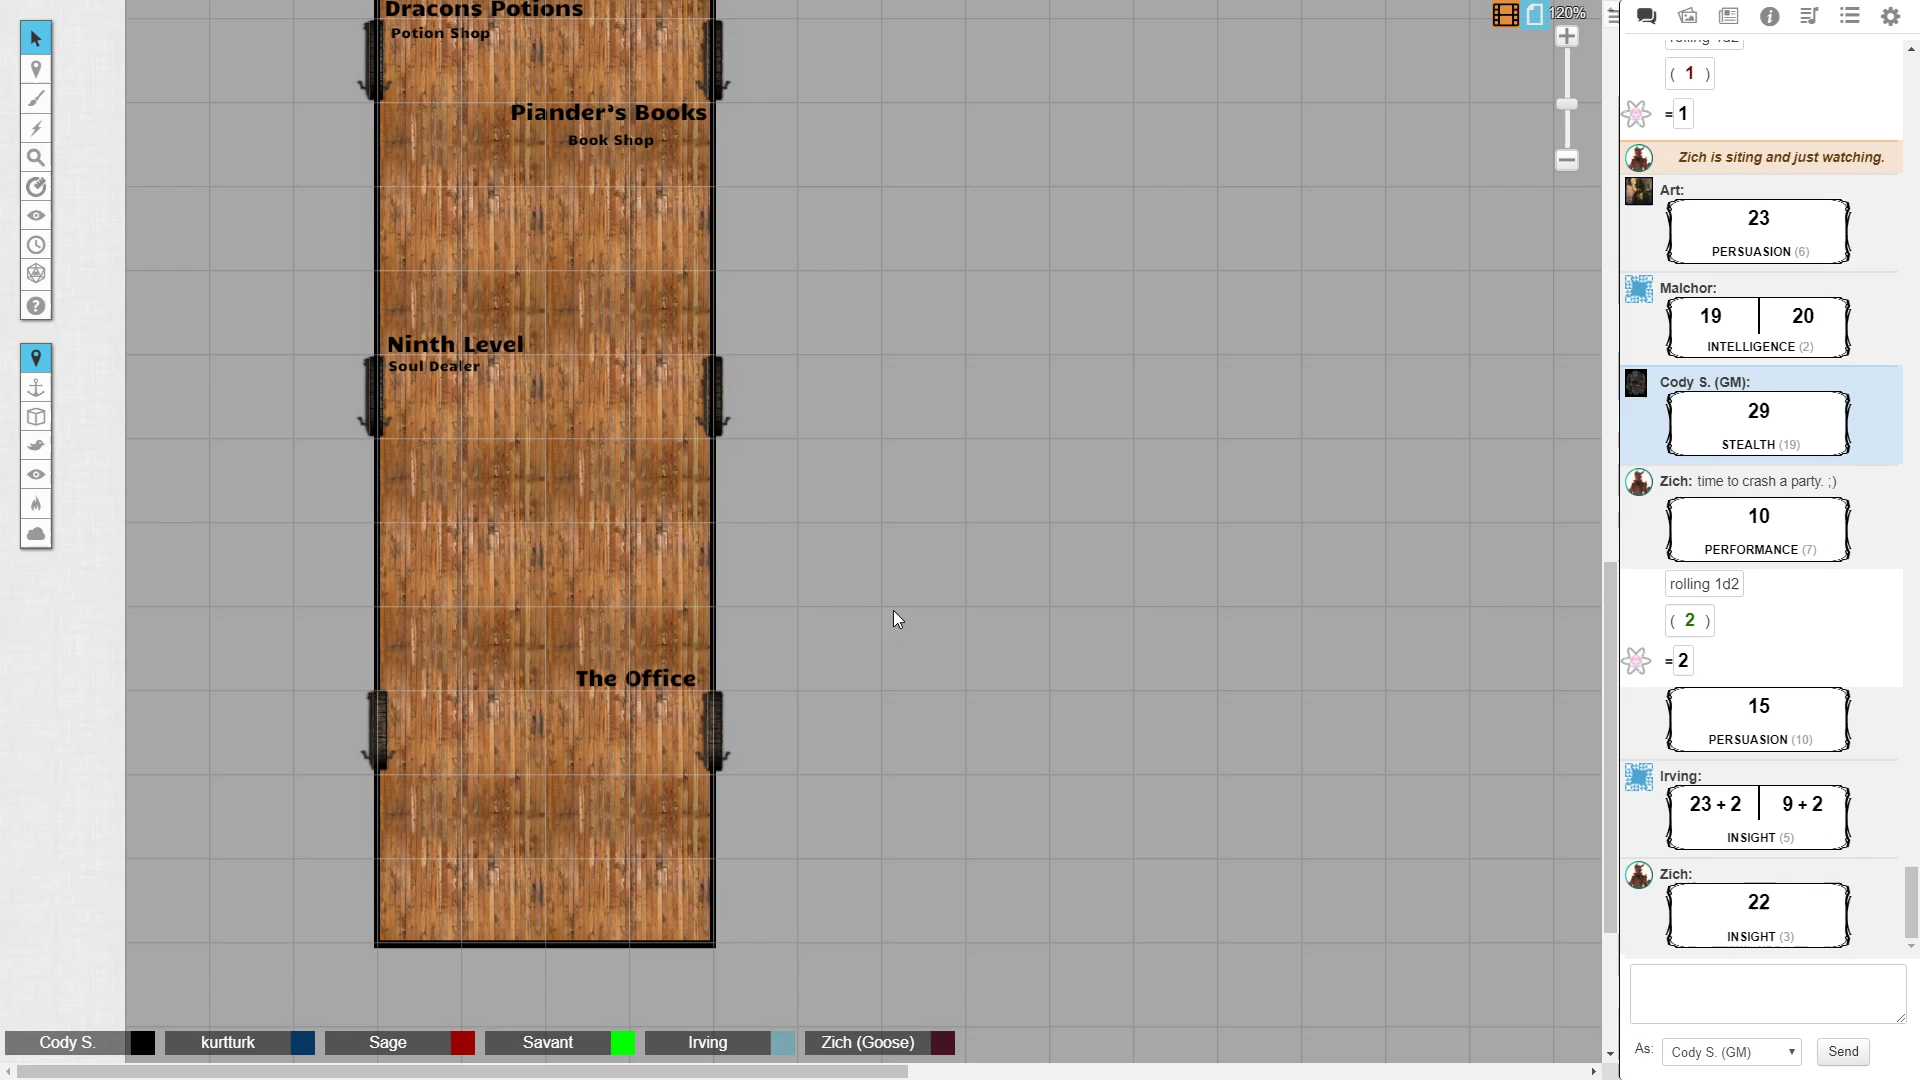 Dracons Potions
Potion Shop
Piander's Books
Book Shop
Ninth Level
Soul Dealer
The Office
120%
Cody S.
kurtturk
Sage
Savant
Irving
Zich (Goose)
rolling 1d2
( 1 )
=1
Zich is siting and just watching.
Art:
23
PERSUASION (6)
Malchor:
19 20
INTELLIGENCE (2)
Cody S. (GM):
29
STEALTH (19)
Zich: time to crash a party. ;)
10
PERFORMANCE (7)
rolling 1d2
( 2 )
=2
15
PERSUASION (10)
Irving:
23 + 2 9 + 2
INSIGHT (5)
Zich:
22
INSIGHT (3)
As: Cody S. (GM) Send